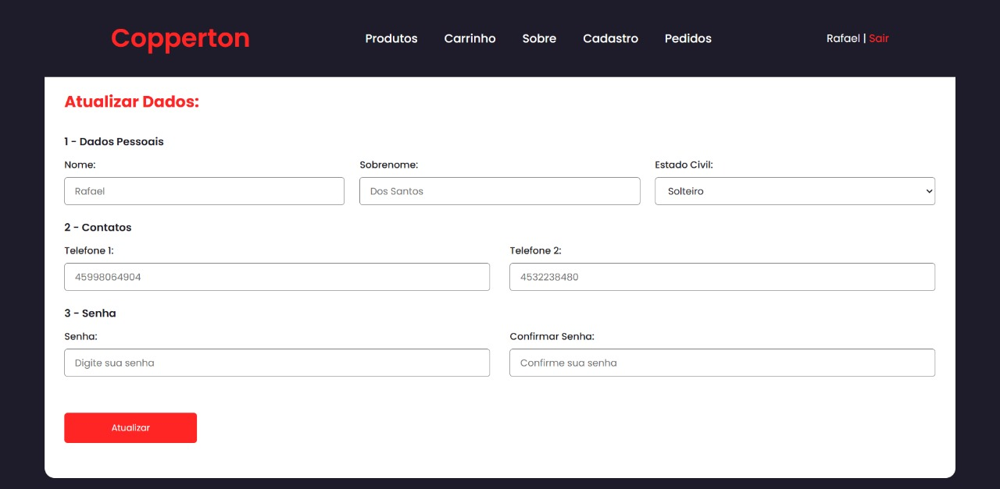 Copperton
Produtos Carrinho Sobre Cadastro Pedidos
Rafael | Sair
Atualizar Dados:
1 - Dados Pessoais
Nome: Sobrenome: Estado Civil:
Rafael Dos Santos Solteiro
2 - Contatos
Telefone 1: Telefone 2:
45998064904 4532238480
3 - Senha
Senha: Confirmar Senha:
Digite sua senha Confirme sua senha
Atualizar